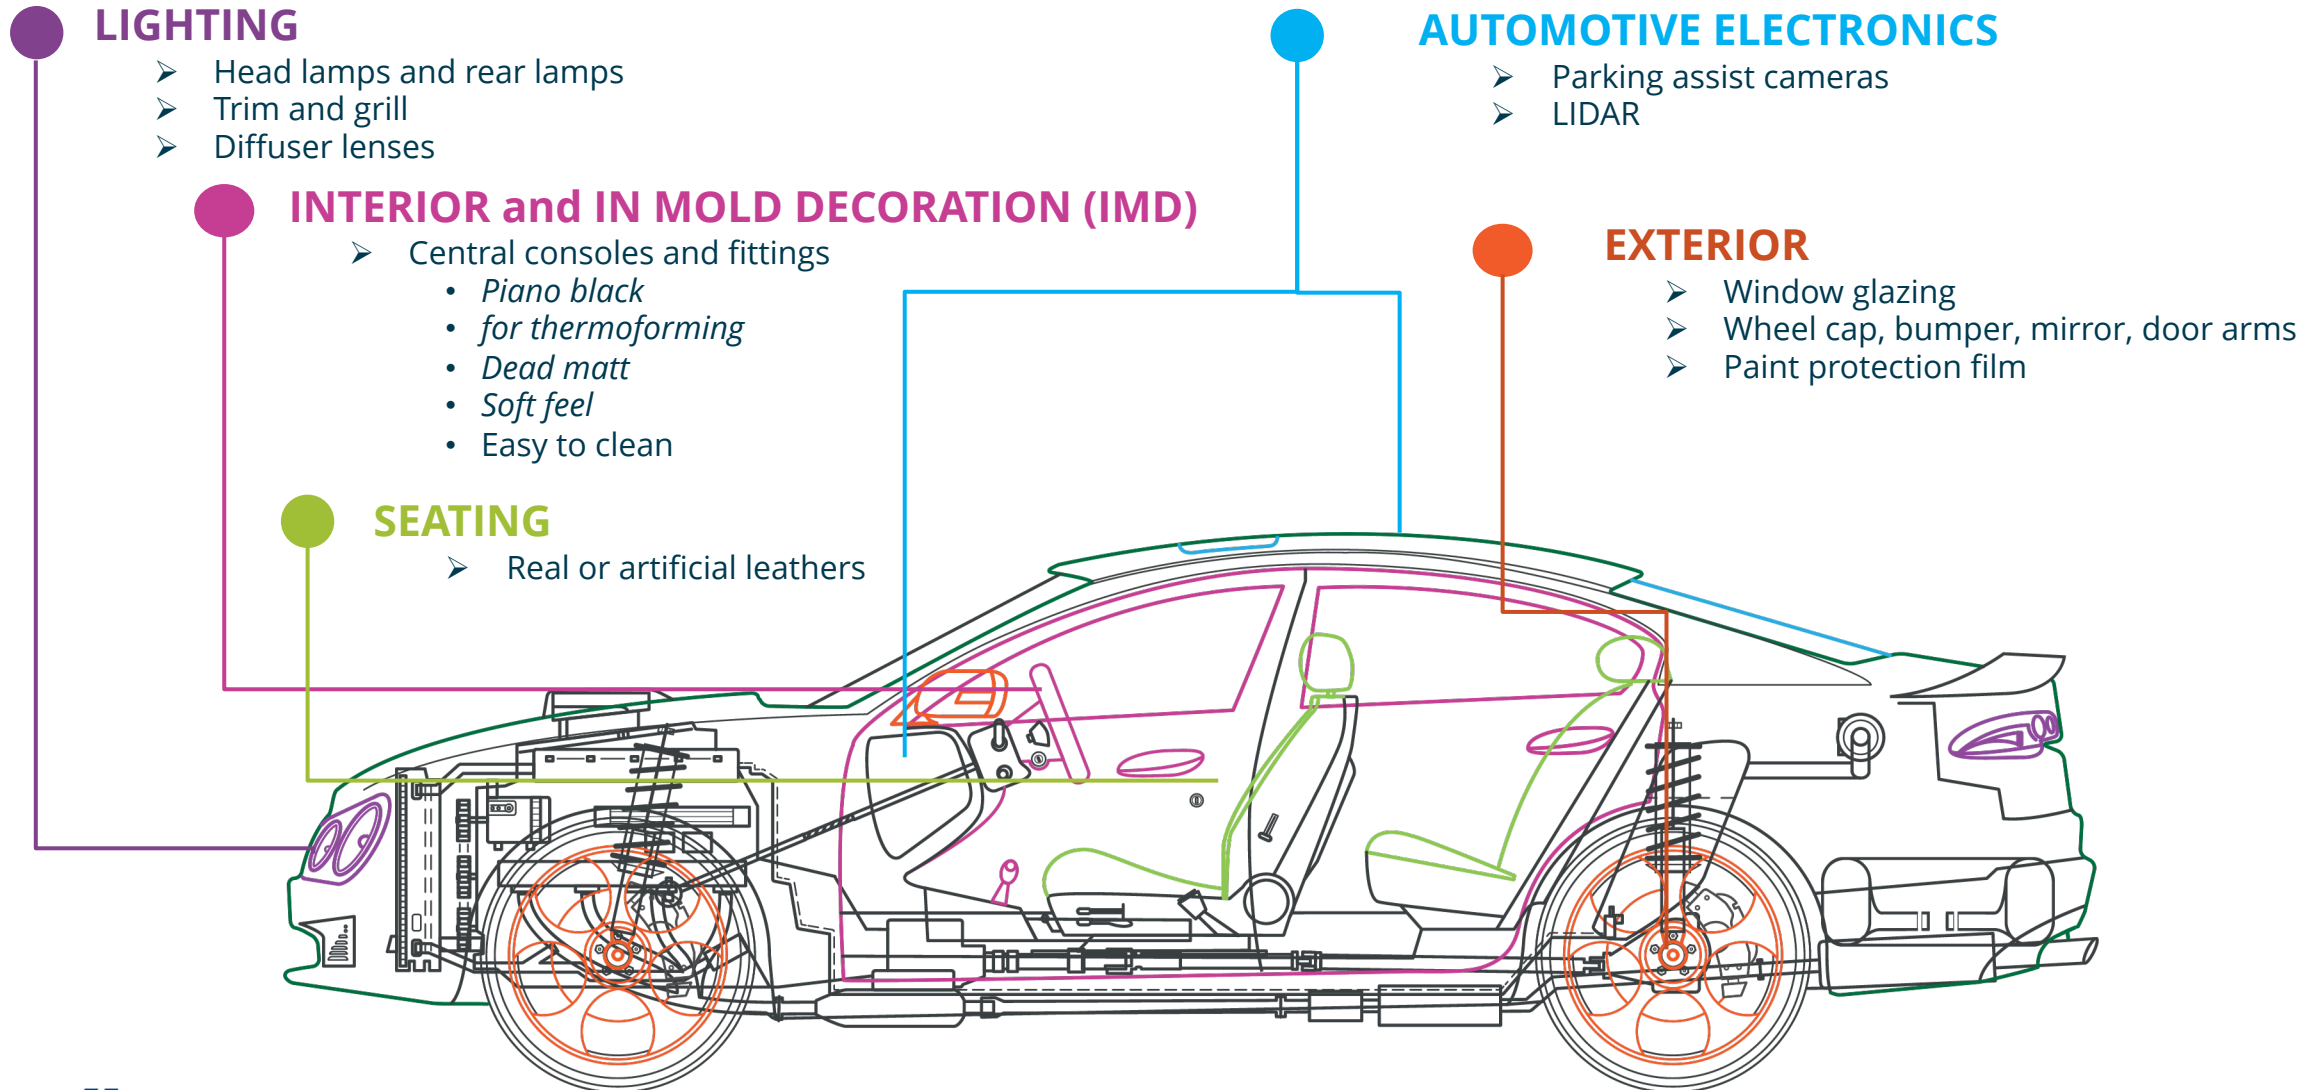 LIGHTING
➢ Head lamps and rear lamps
➢ Trim and grill
➢ Diffuser lenses
INTERIOR and IN MOLD DECORATION (IMD)
➢ Central consoles and fittings
• Piano black
• for thermoforming
• Dead matt
• Soft feel
• Easy to clean
SEATING
➢ Real or artificial leathers
AUTOMOTIVE ELECTRONICS
➢ Parking assist cameras
➢ LIDAR
EXTERIOR
➢ Window glazing
➢ Wheel cap, bumper, mirror, door arms
➢ Paint protection film